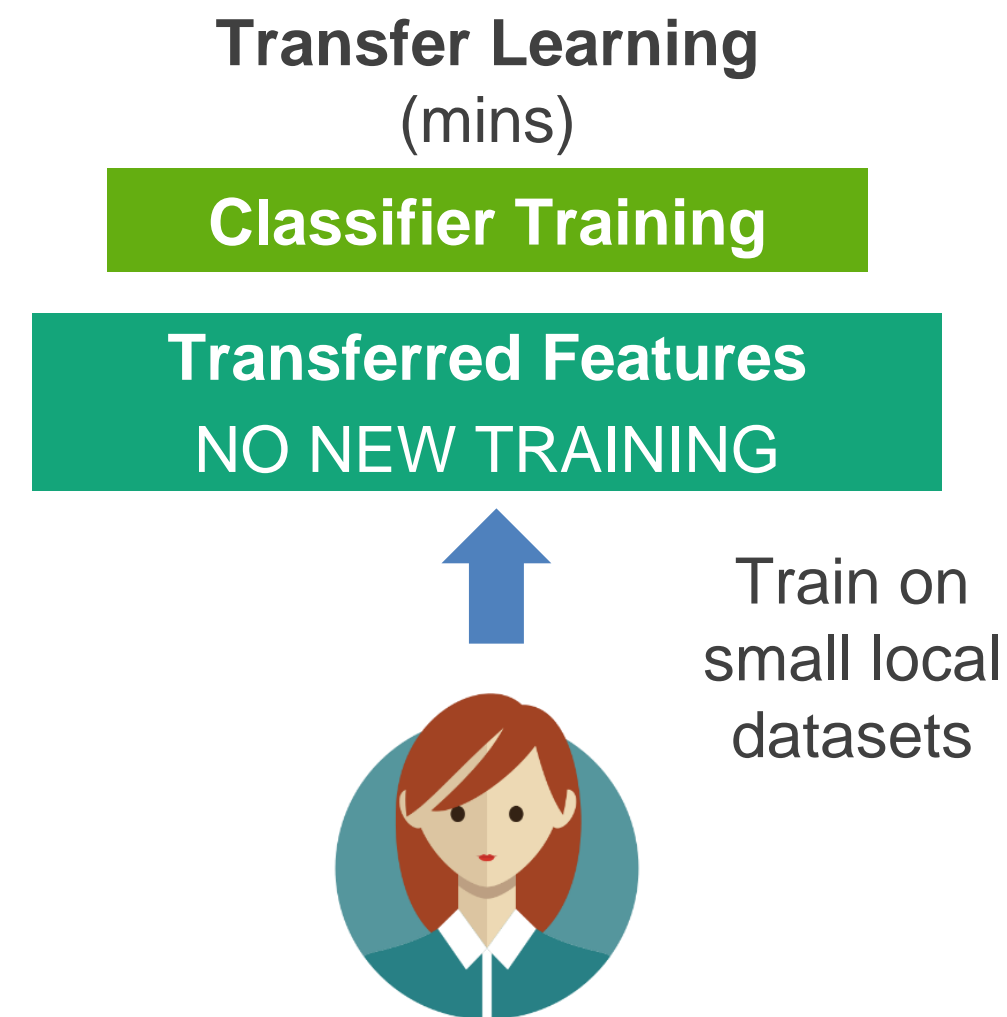 Transfer Learning
(mins)
Classifier Training
Transferred Features
NO NEW TRAINING
Train on
small local
datasets